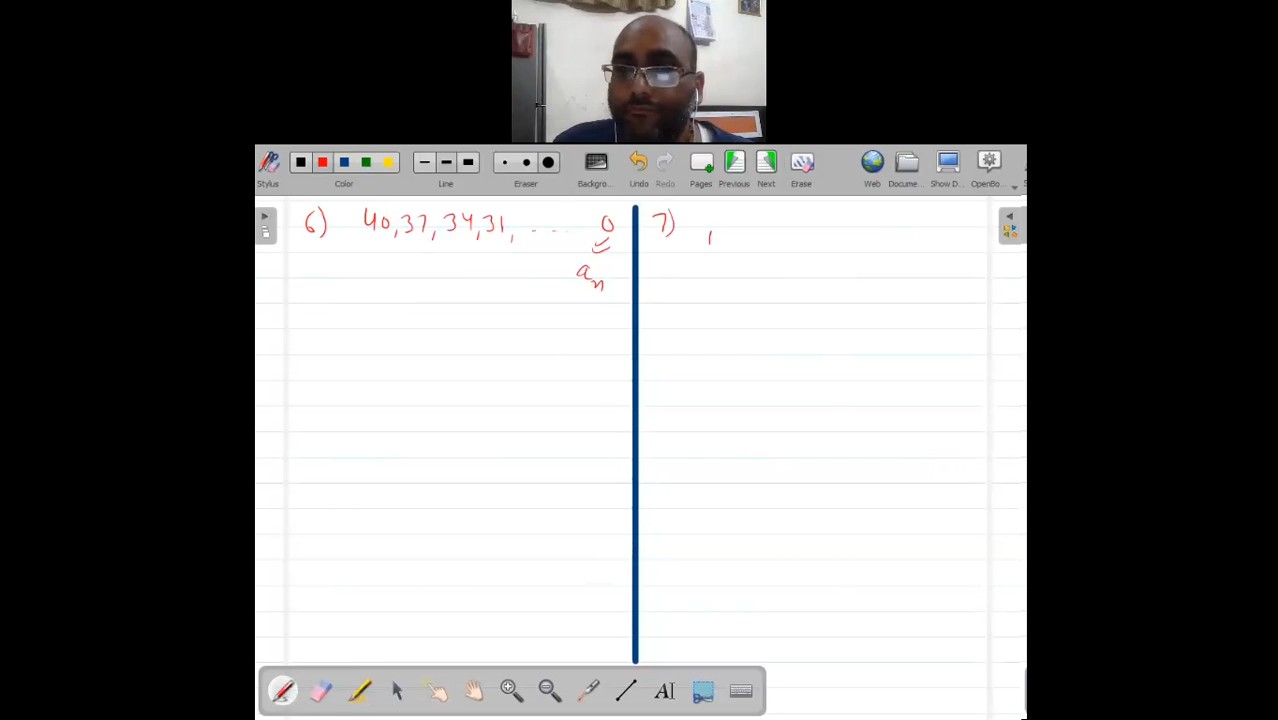 Stylus
Color
Line
Eraser
Backgro..
Undo
Redo
Pages
Previous
Next
Erase
Web
Docume..
Show D..
OpenBo..
6) 40,37,34,31, ..... 0
aₙ
7)
AI